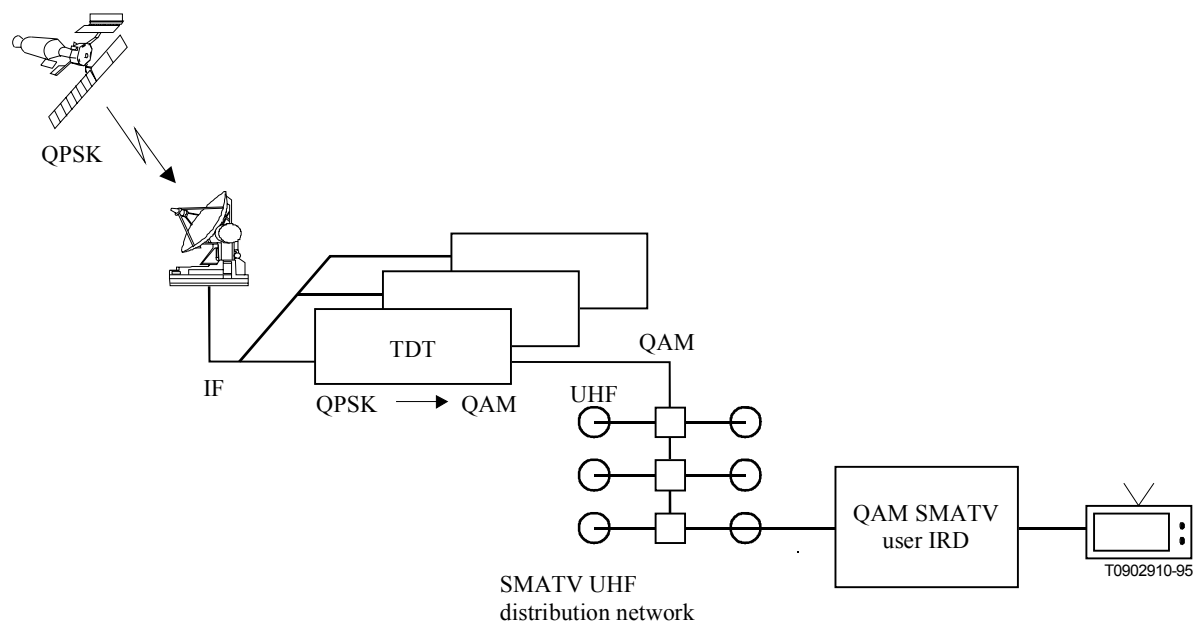 QPSK
TDT
QAM
IF
QPSK QAM
UHF
QAM SMATV
user IRD
T0902910-95
SMATV UHF
distribution network